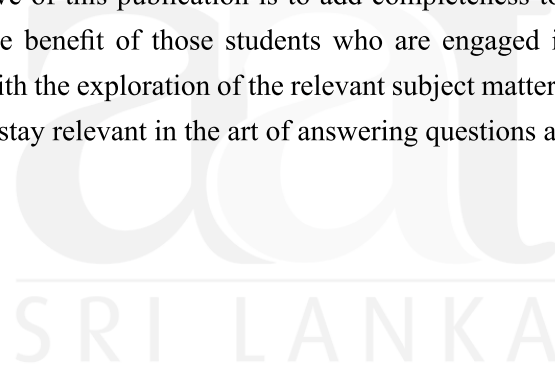 ve of this publication is to add completeness to
e benefit of those students who are engaged i
ith the exploration of the relevant subject matter
stay relevant in the art of answering questions a
aat
SRI LANKA